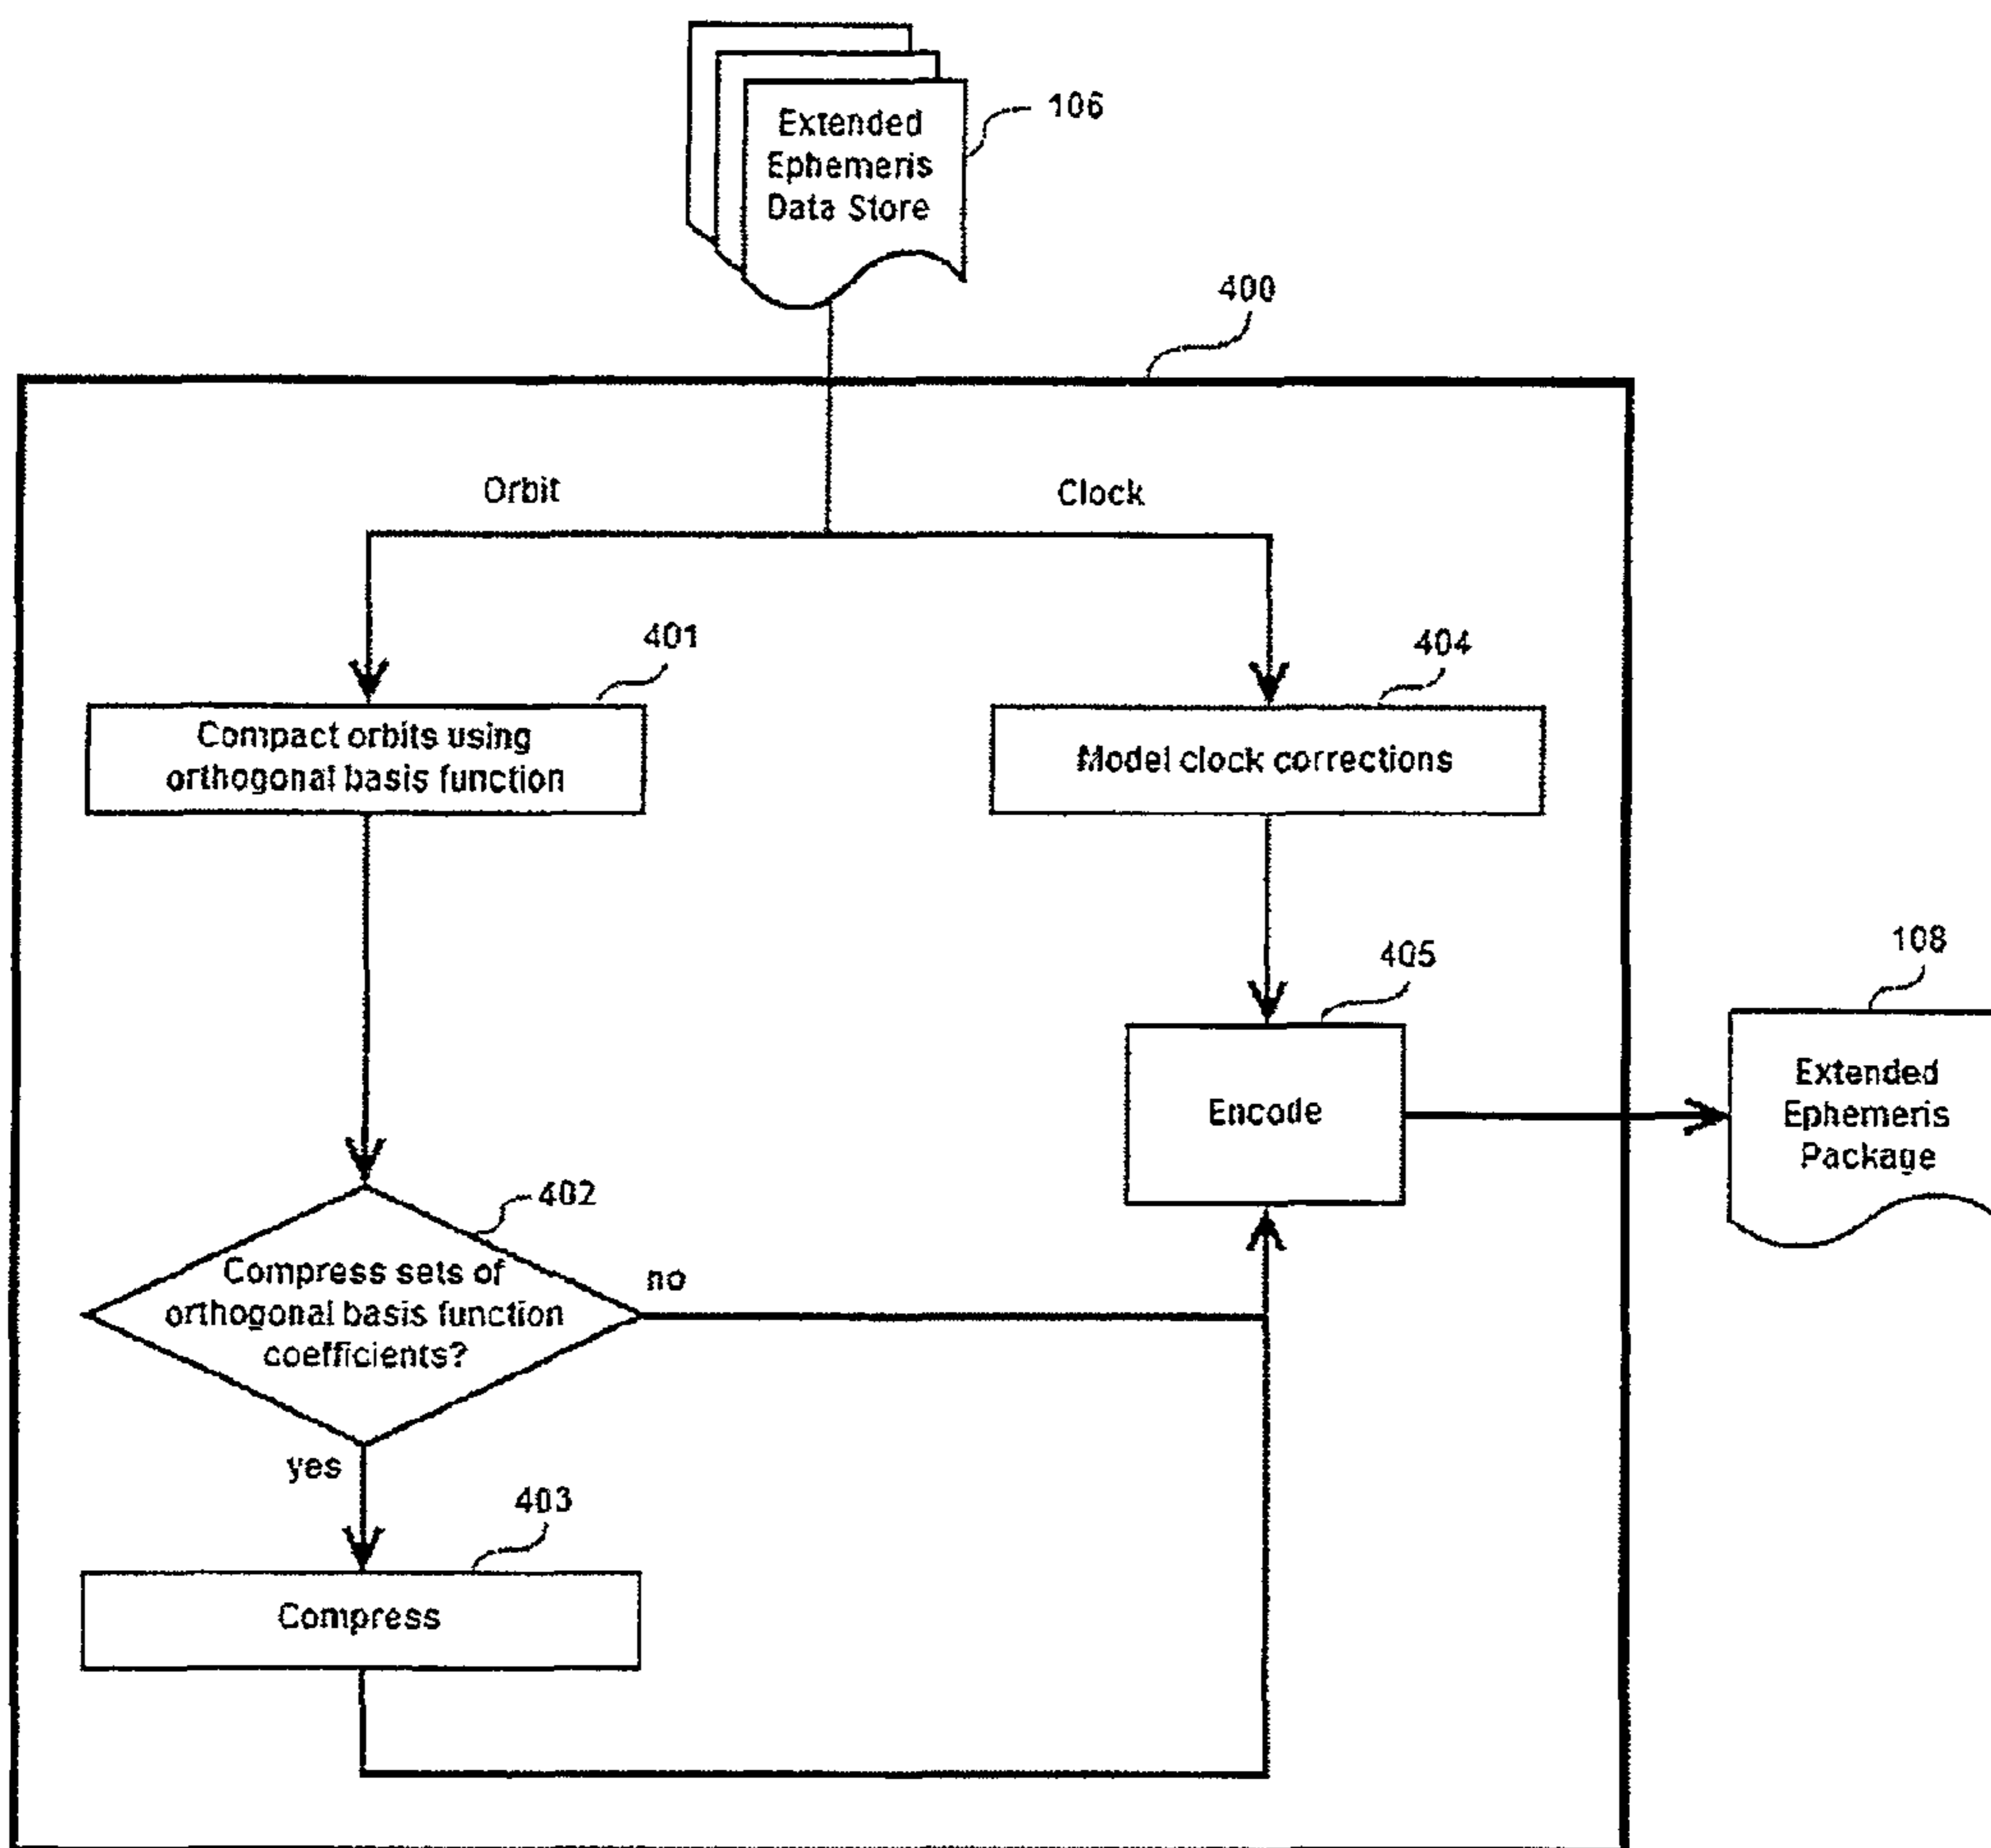 Extended
Ephemeris
Data Store
106
400
Orbit
Clock
401
404
Compact orbits using
orthogonal basis function
Model clock corrections
405
108
Encode
Extended
Ephemeris
Package
402
Compress sets of
orthogonal basis function
coefficients?
no
yes
403
Compress